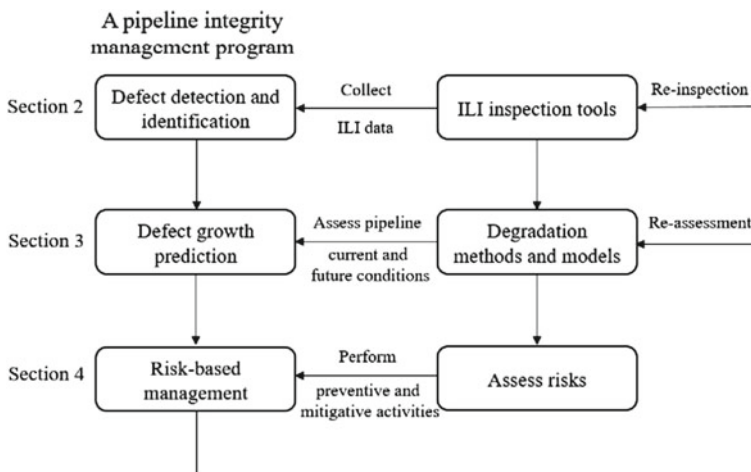 A pipeline integrity
management program
Section 2
Defect detection and
identification
Collect
ILI data
ILI inspection tools
Re-inspection
Section 3
Defect growth
prediction
Assess pipeline
current and
future conditions
Degradation
methods and models
Re-assessment
Section 4
Risk-based
management
Perform
preventive and
mitigative activities
Assess risks